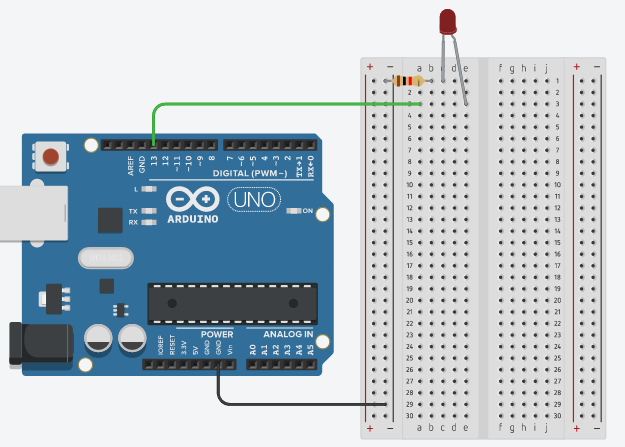 + − a b c d e f g h i j + −
1 1
2 2
3 3
4 4
5 5
6 6
7 7
8 8
9 9
10 10
11 11
12 12
13 13
14 14
15 15
16 16
17 17
18 18
19 19
20 20
21 21
22 22
23 23
24 24
25 25
26 26
27 27
28 28
29 29
30 30
+ − a b c d e f g h i j + −
AREF
GND
13
12
~11
~10
~9
8
7
~6
~5
4
~3
2
TX→1
RX←0
DIGITAL (PWM~)
L
TX
RX
ARDUINO
UNO
ON
POWER
ANALOG IN
IOREF
RESET
3.3V
5V
GND
GND
Vin
A0
A1
A2
A3
A4
A5